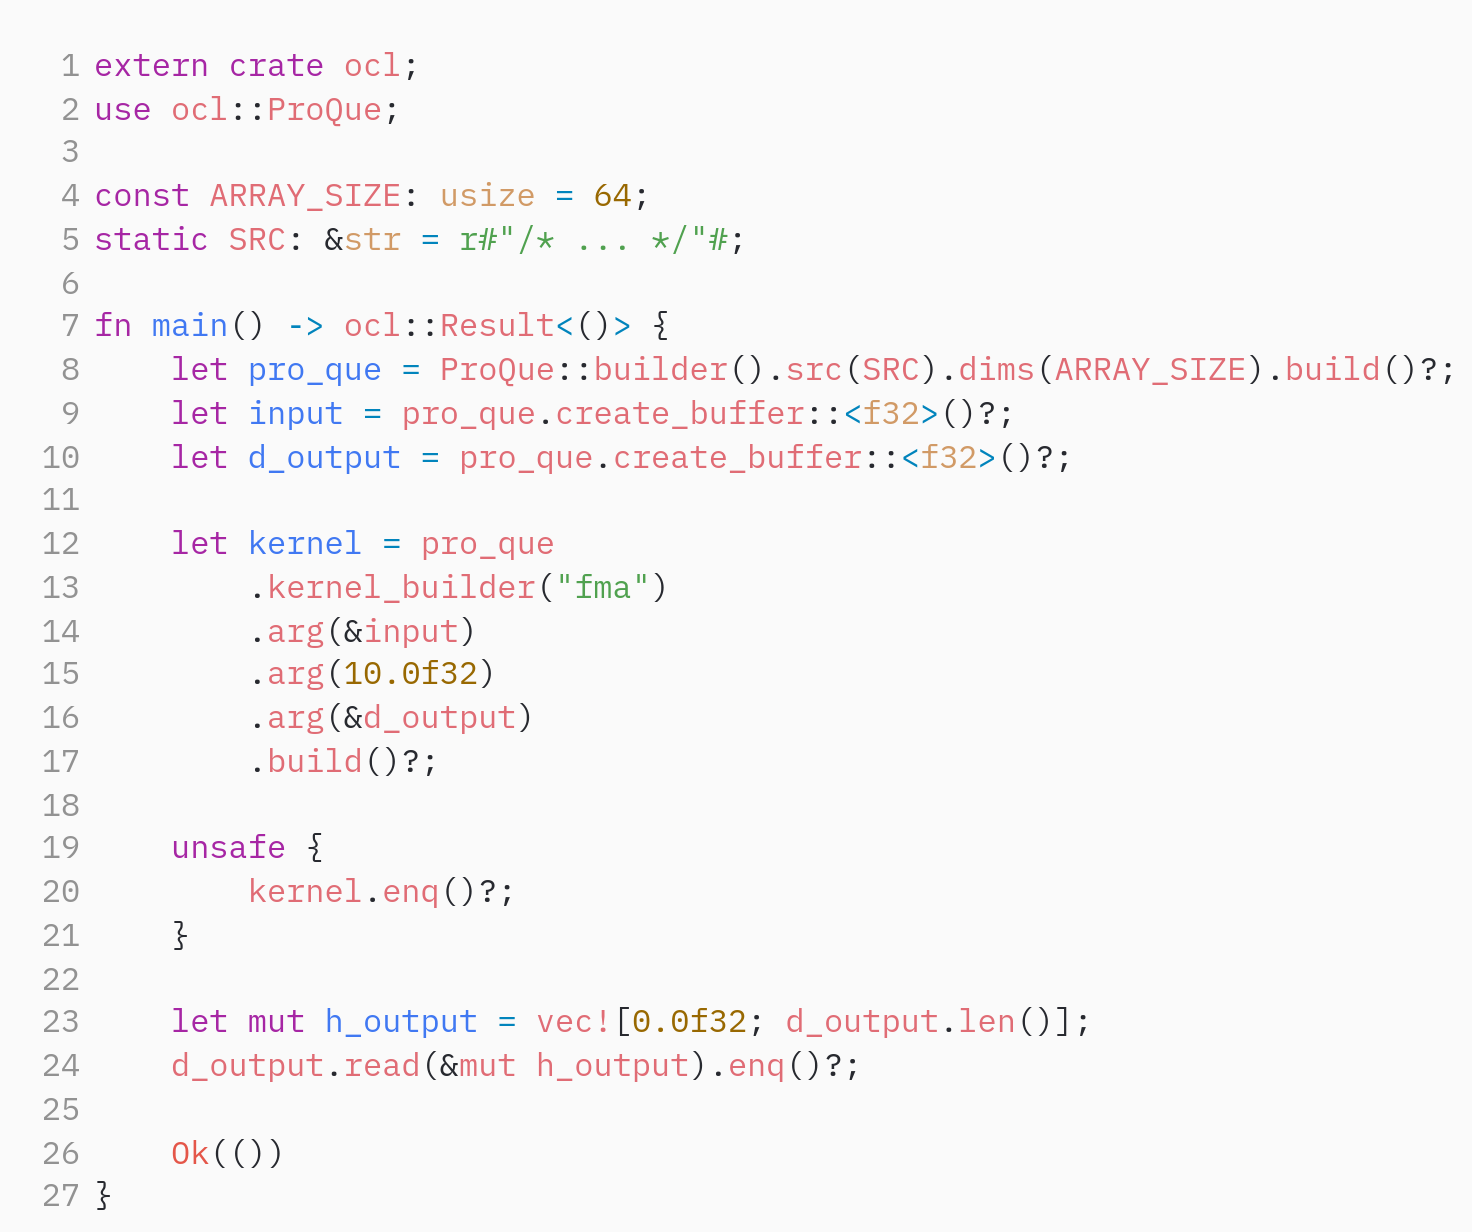 1 extern crate ocl;
2 use ocl::ProQue;
3
4 const ARRAY_SIZE: usize = 64;
5 static SRC: &str = r#"/* ... */"#;
6
7 fn main() -> ocl::Result<()> {
8     let pro_que = ProQue::builder().src(SRC).dims(ARRAY_SIZE).build()?;
9     let input = pro_que.create_buffer::<f32>()?;
10     let d_output = pro_que.create_buffer::<f32>()?;
11
12     let kernel = pro_que
13         .kernel_builder("fma")
14         .arg(&input)
15         .arg(10.0f32)
16         .arg(&d_output)
17         .build()?;
18
19     unsafe {
20         kernel.enq()?;
21     }
22
23     let mut h_output = vec![0.0f32; d_output.len()];
24     d_output.read(&mut h_output).enq()?;
25
26     Ok(())
27 }